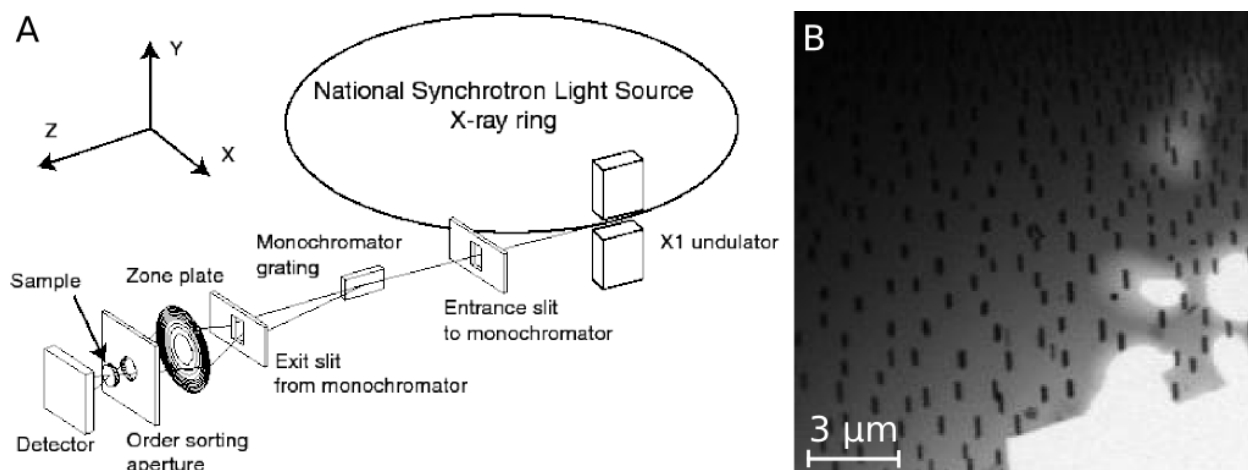 A
Y
Z
X
National Synchrotron Light Source
X-ray ring
X1 undulator
Monochromator
grating
Entrance slit
to monochromator
Zone plate
Sample
Exit slit
from monochromator
Detector
Order sorting
aperture
B
3 μm